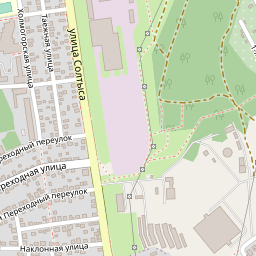 Холмогорская улица
Таежная улица
улица Солтыса
Переходный переулок
Переходная улица
Переходный переулок
Наклонная улица